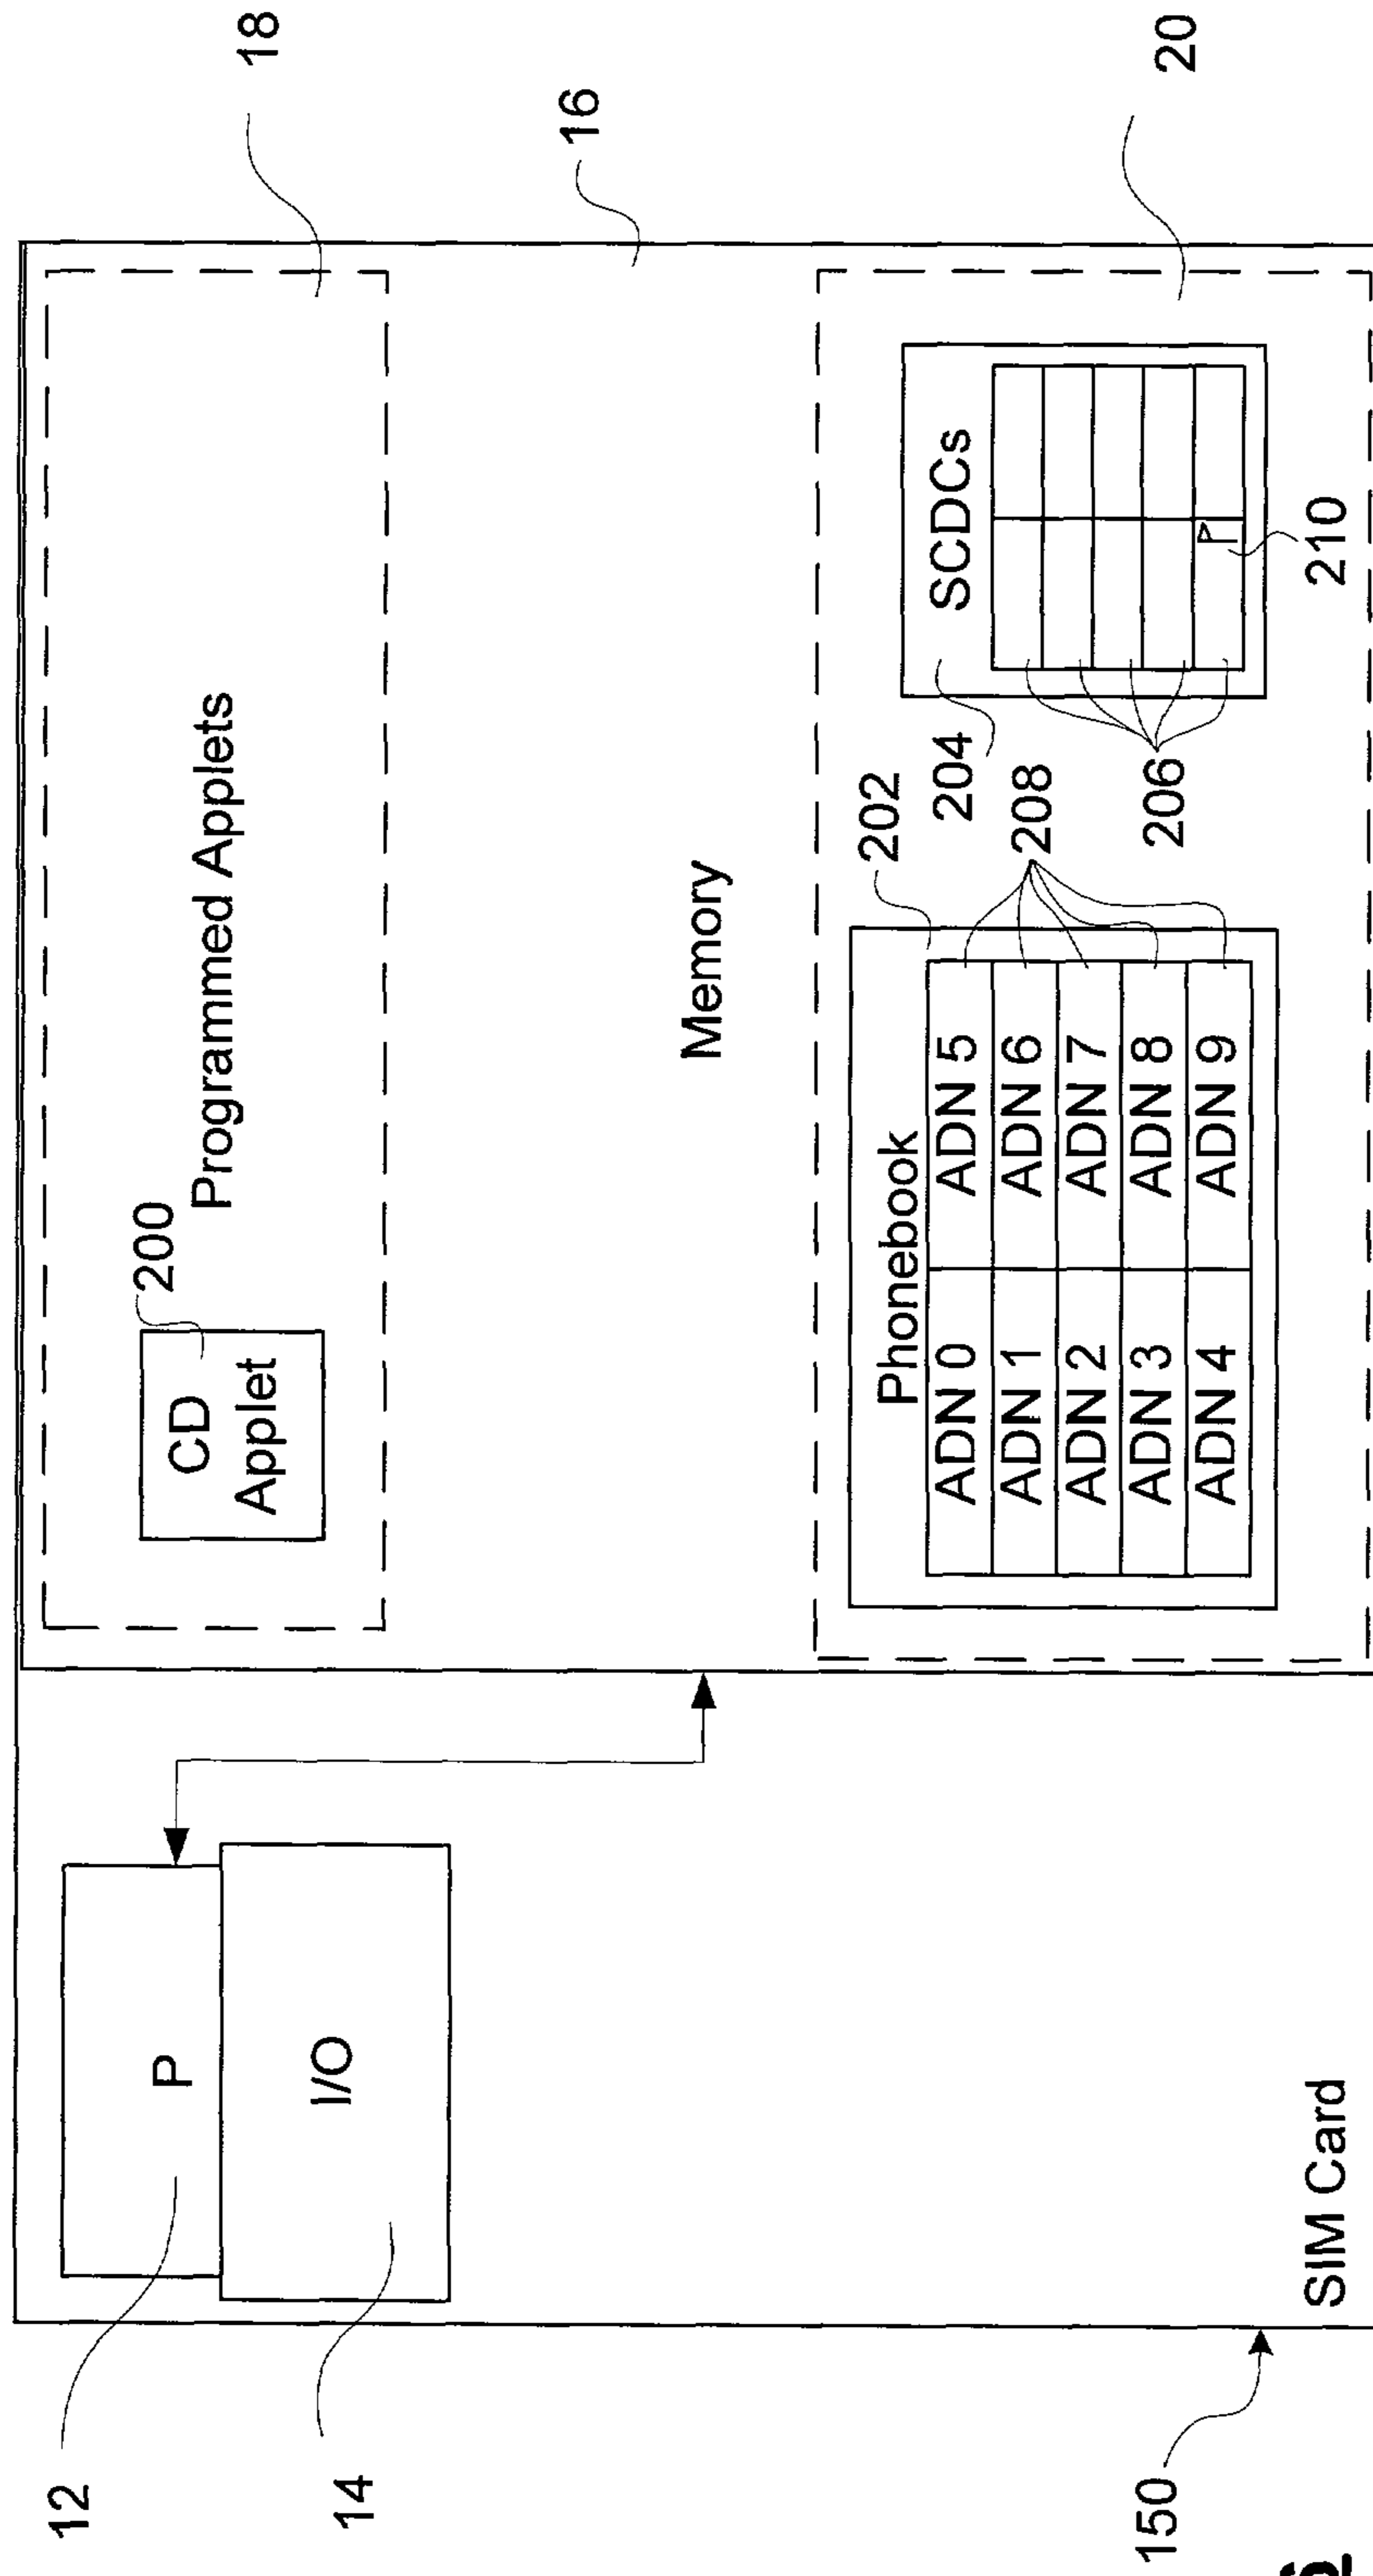 12
P
14
I/O
150
SIM Card
18
Programmed Applets
CD
Applet
200
16
Memory
20
Phonebook
202
ADN 0 ADN 5
ADN 1 ADN 6
ADN 2 ADN 7
ADN 3 ADN 8
ADN 4 ADN 9
208
SCDCs
204
206
210